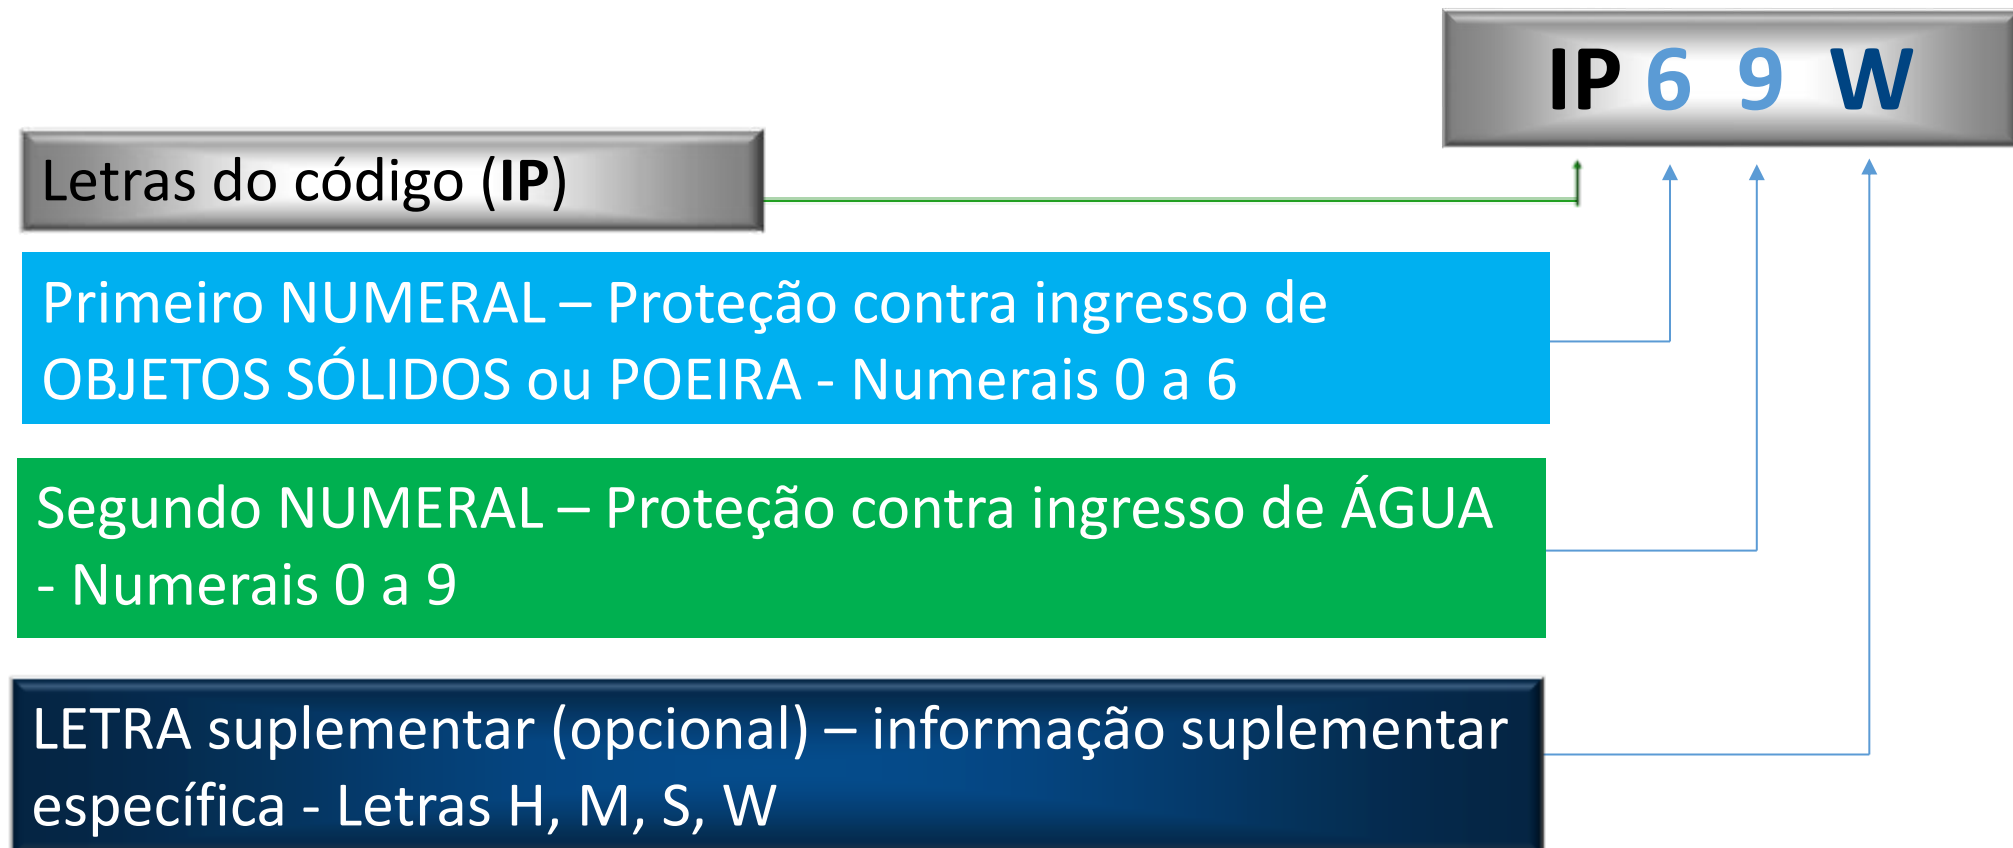 IP 6 9 W
Letras do código (IP)
Primeiro NUMERAL – Proteção contra ingresso de
OBJETOS SÓLIDOS ou POEIRA - Numerais 0 a 6
Segundo NUMERAL – Proteção contra ingresso de ÁGUA
- Numerais 0 a 9
LETRA suplementar (opcional) – informação suplementar
específica - Letras H, M, S, W